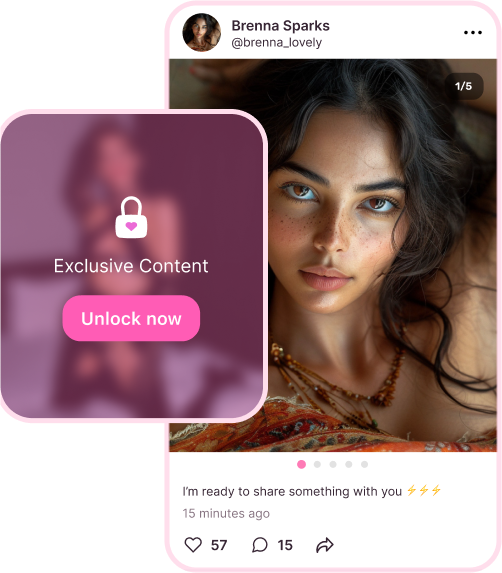 Brenna Sparks
@brenna_lovely
1/5
Exclusive Content
Unlock now
I'm ready to share something with you ⚡⚡⚡
15 minutes ago
57 15